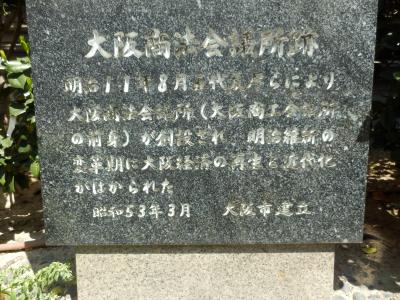 大阪商法会議所跡
明治11年8月五代友厚らにより
大阪商法会議所(大阪商工会議所
の前身)が創設され、明治維新の
変革期に大阪経済の再生と近代化
がはかられた
昭和53年3月 大阪市建立